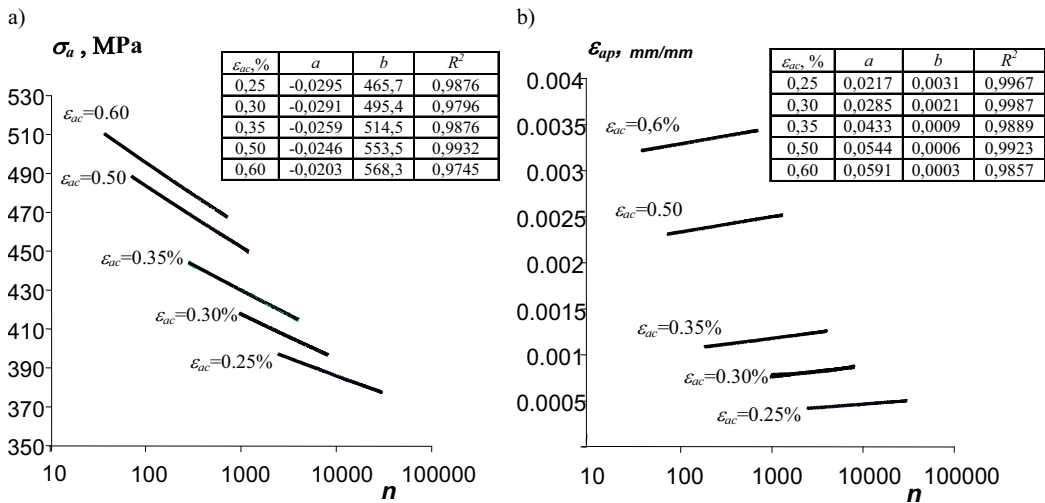 a)
σa , MPa
εac,% a b R²
0,25 -0,0295 465,7 0,9876
0,30 -0,0291 495,4 0,9796
0,35 -0,0259 514,5 0,9876
0,50 -0,0246 553,5 0,9932
0,60 -0,0203 568,3 0,9745
530
510
490
470
450
430
410
390
370
350
εac=0.60
εac=0.50
εac=0.35%
εac=0.30%
εac=0.25%
10 100 1000 10000 100000
n
b)
εap, mm/mm
εac,% a b R²
0,25 0,0217 0,0031 0,9967
0,30 0,0285 0,0021 0,9987
0,35 0,0433 0,0009 0,9889
0,50 0,0544 0,0006 0,9923
0,60 0,0591 0,0003 0,9857
0.004
0.0035
0.003
0.0025
0.002
0.0015
0.001
0.0005
εac=0,6%
εac=0.50
εac=0.35%
εac=0.30%
εac=0.25%
10 100 1000 10000 100000
n